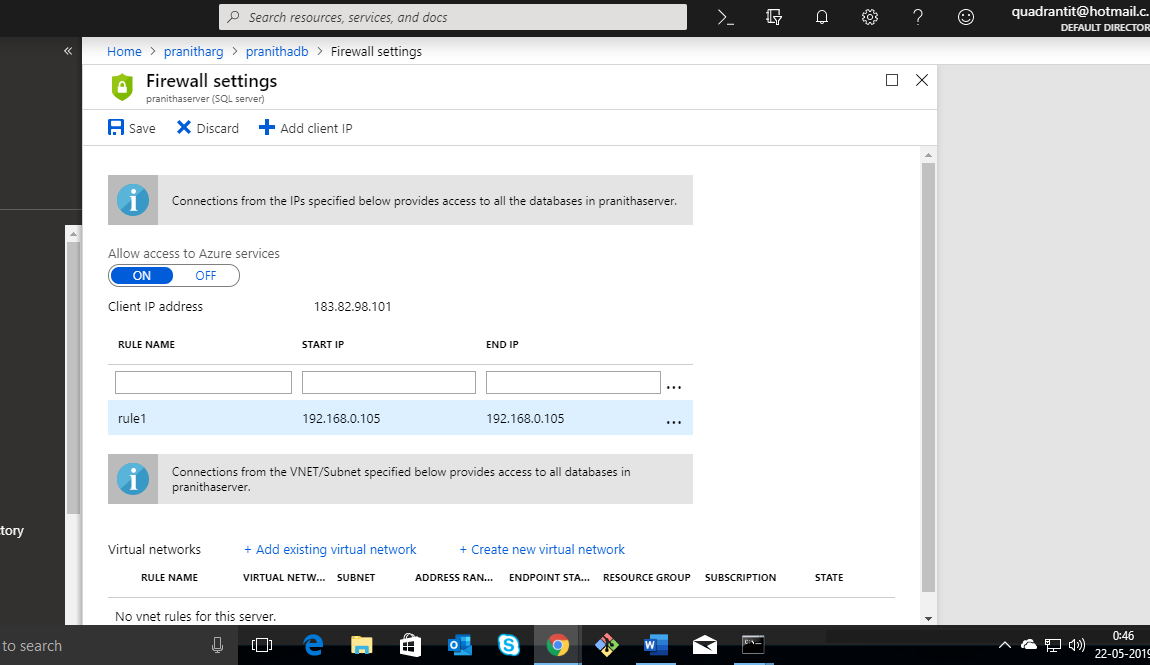 Search resources, services, and docs
quadrantit@hotmail.c.
DEFAULT DIRECTOR
Home > pranitharg > pranithadb > Firewall settings
Firewall settings
pranithaserver (SQL server)
Save Discard Add client IP
Connections from the IPs specified below provides access to all the databases in pranithaserver.
Allow access to Azure services
ON OFF
Client IP address 183.82.98.101
RULE NAME START IP END IP
...
rule1 192.168.0.105 192.168.0.105 ...
Connections from the VNET/Subnet specified below provides access to all databases in
pranithaserver.
tory
Virtual networks + Add existing virtual network + Create new virtual network
RULE NAME VIRTUAL NETW... SUBNET ADDRESS RAN... ENDPOINT STA... RESOURCE GROUP SUBSCRIPTION STATE
No vnet rules for this server.
to search
0:46
22-05-2019